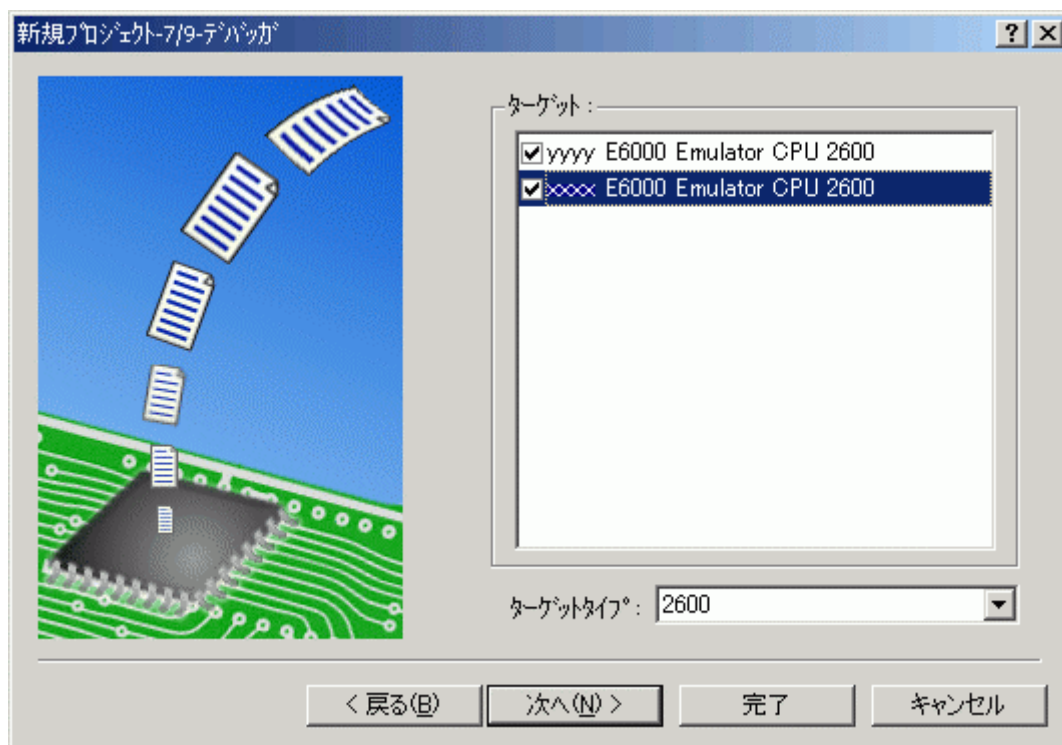 新規ﾌﾟﾛｼﾞｪｸﾄ-7/9-ﾃﾞﾊﾞｯｶﾞ
ﾀｰｹﾞｯﾄ :
yyyy E6000 Emulator CPU 2600
xxxx E6000 Emulator CPU 2600
ﾀｰｹﾞｯﾄﾀｲﾌﾟ : 2600
< 戻る(B)
次へ(N) >
完了
キャンセル